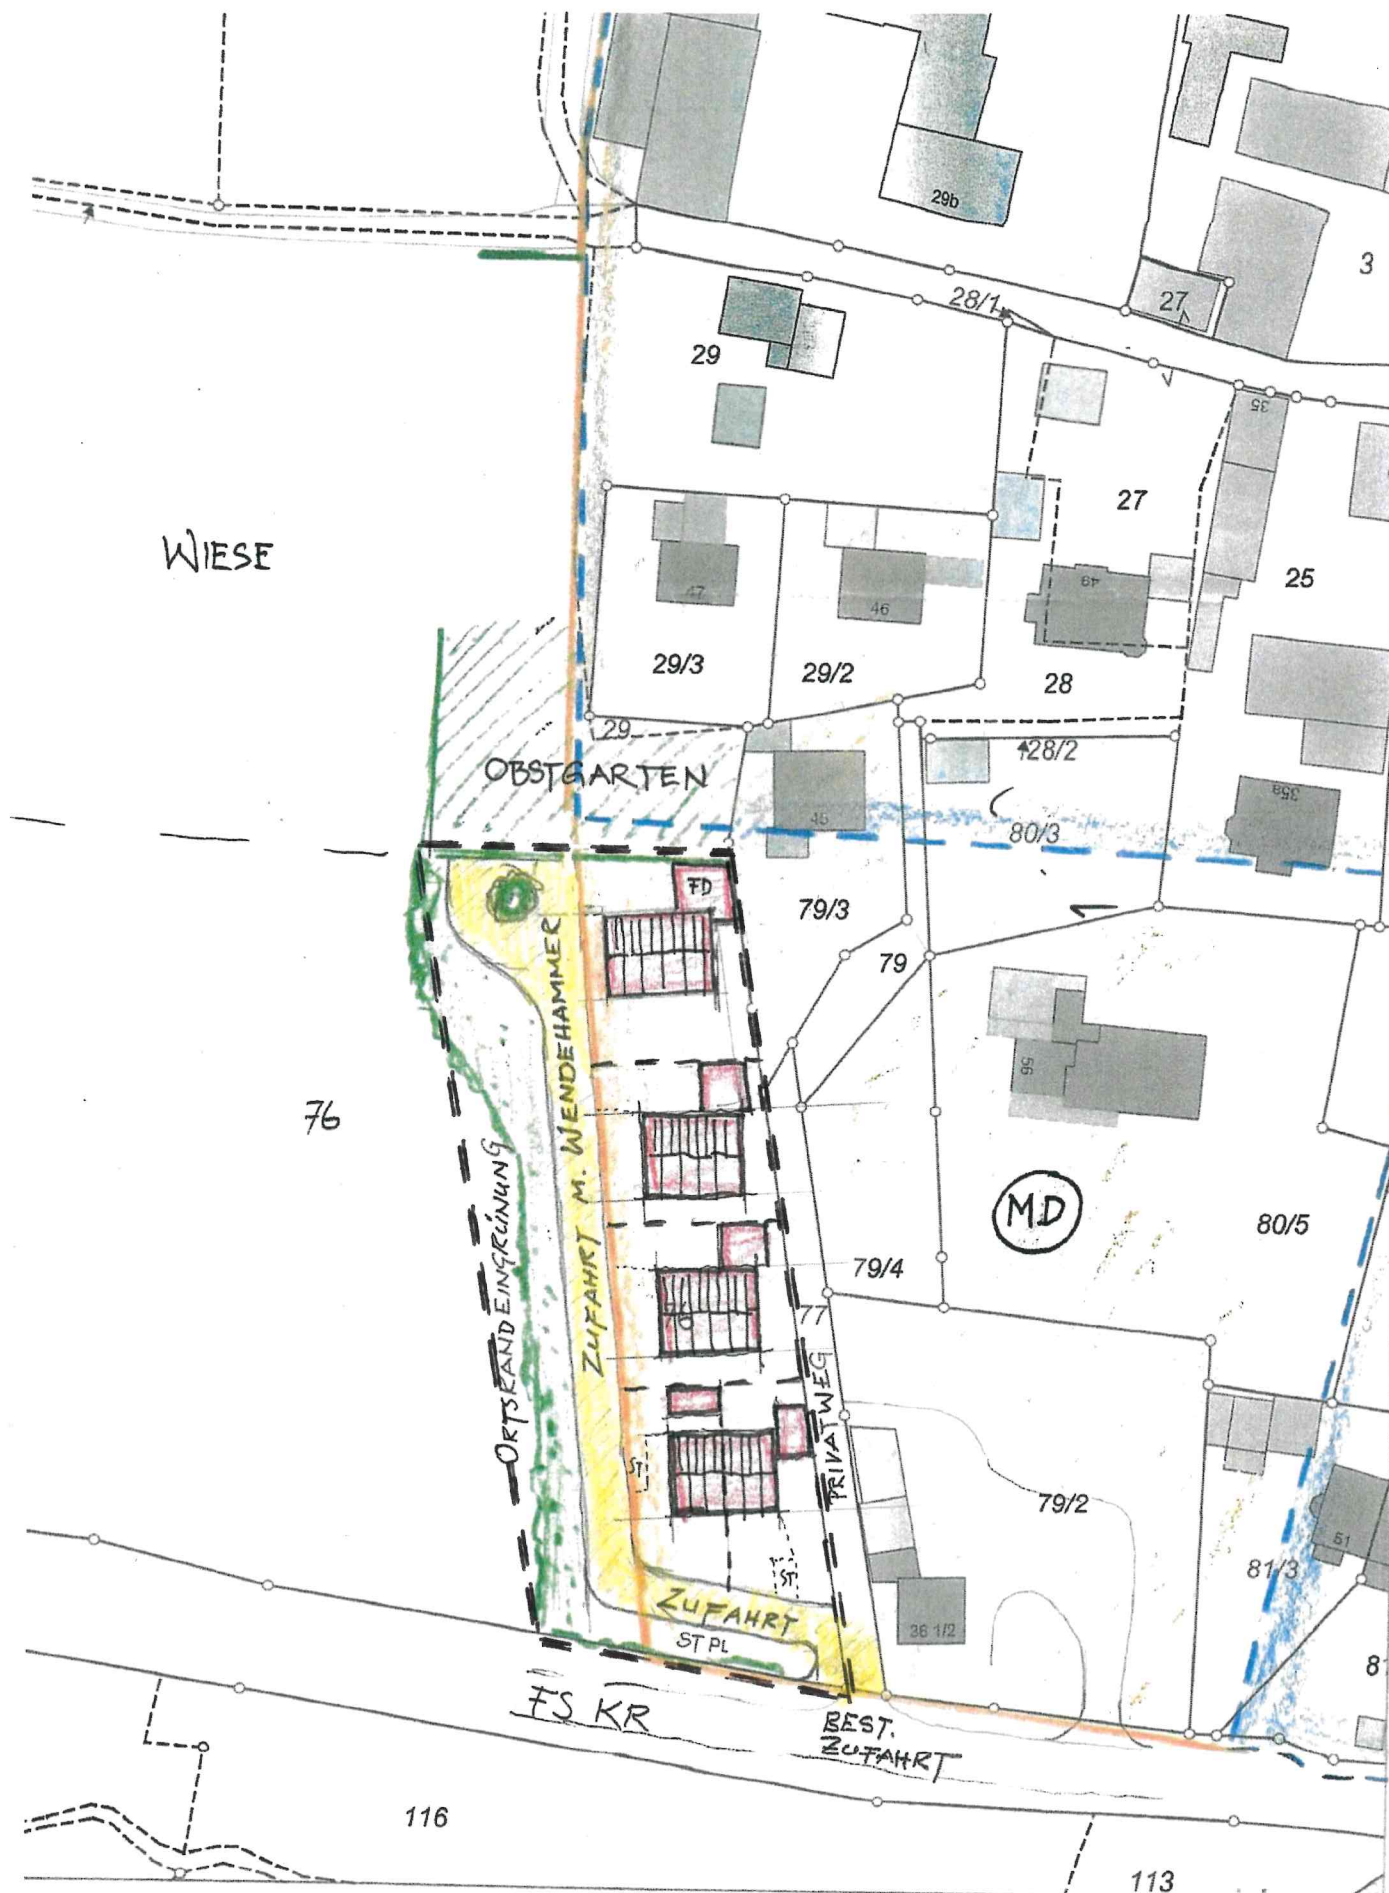 29b
3
27
28/1
29
35
27
WIESE
25
49
47
46
29/3
29/2
28
29
28/2
OBSTGARTEN
35a
45
80/3
FD
79/3
79
ZUFAHRT M. WENDEHAMMER
56
76
ORTSRANDEINGRÜNUNG
MD
80/5
79/4
76
77
PRIVATWEG
ST
79/2
51
81/3
ST
ZUFAHRT
36 1/2
ST PL
81
FS KR
BEST.
ZUFAHRT
116
113